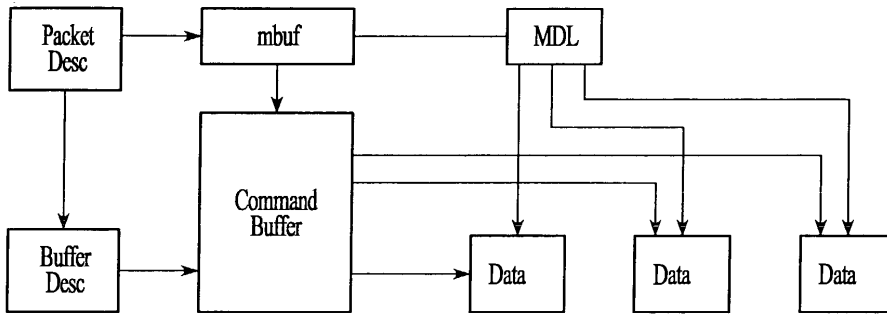 Packet
Desc
mbuf
MDL
Command
Buffer
Buffer
Desc
Data
Data
Data